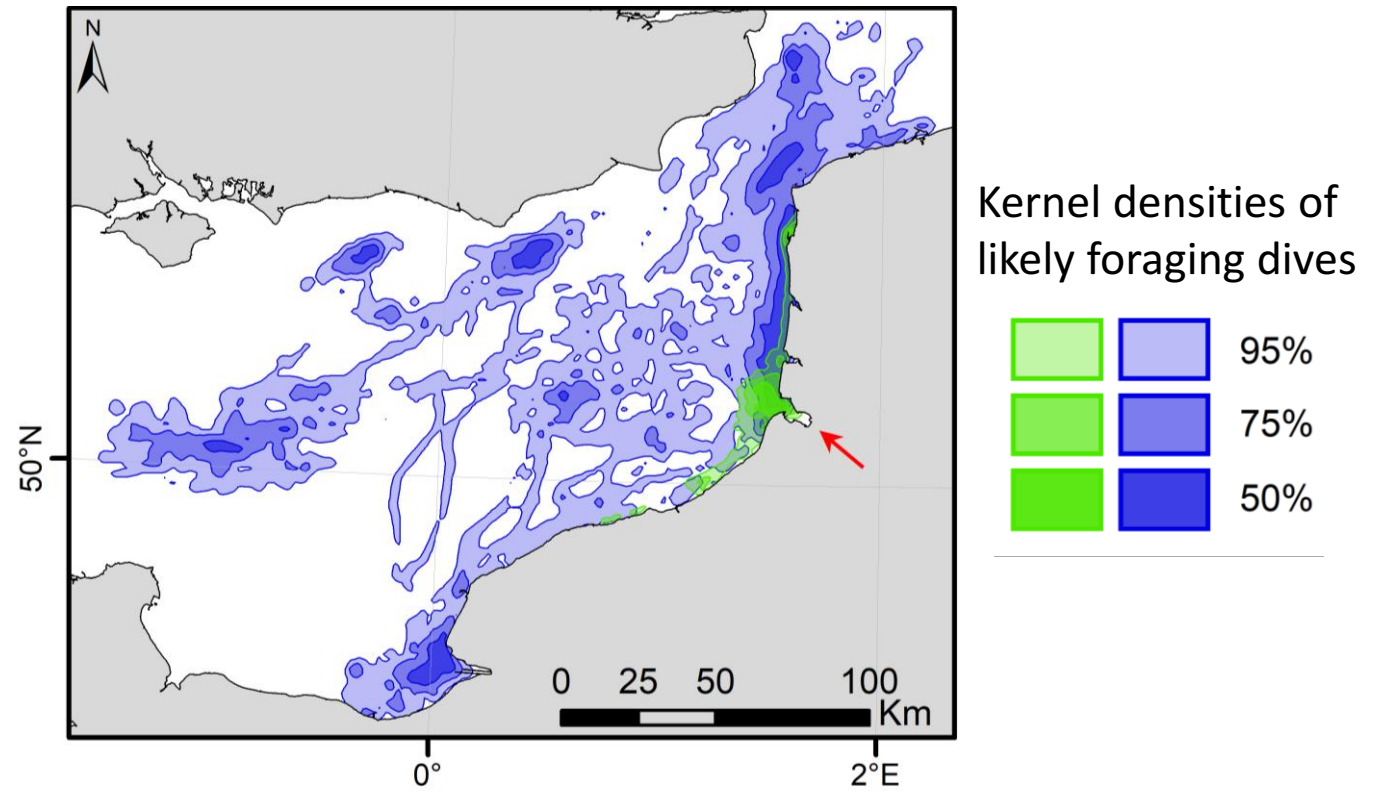 N
50°N
0 25 50 100
Km
0°
2°E
Kernel densities of
likely foraging dives
95%
75%
50%